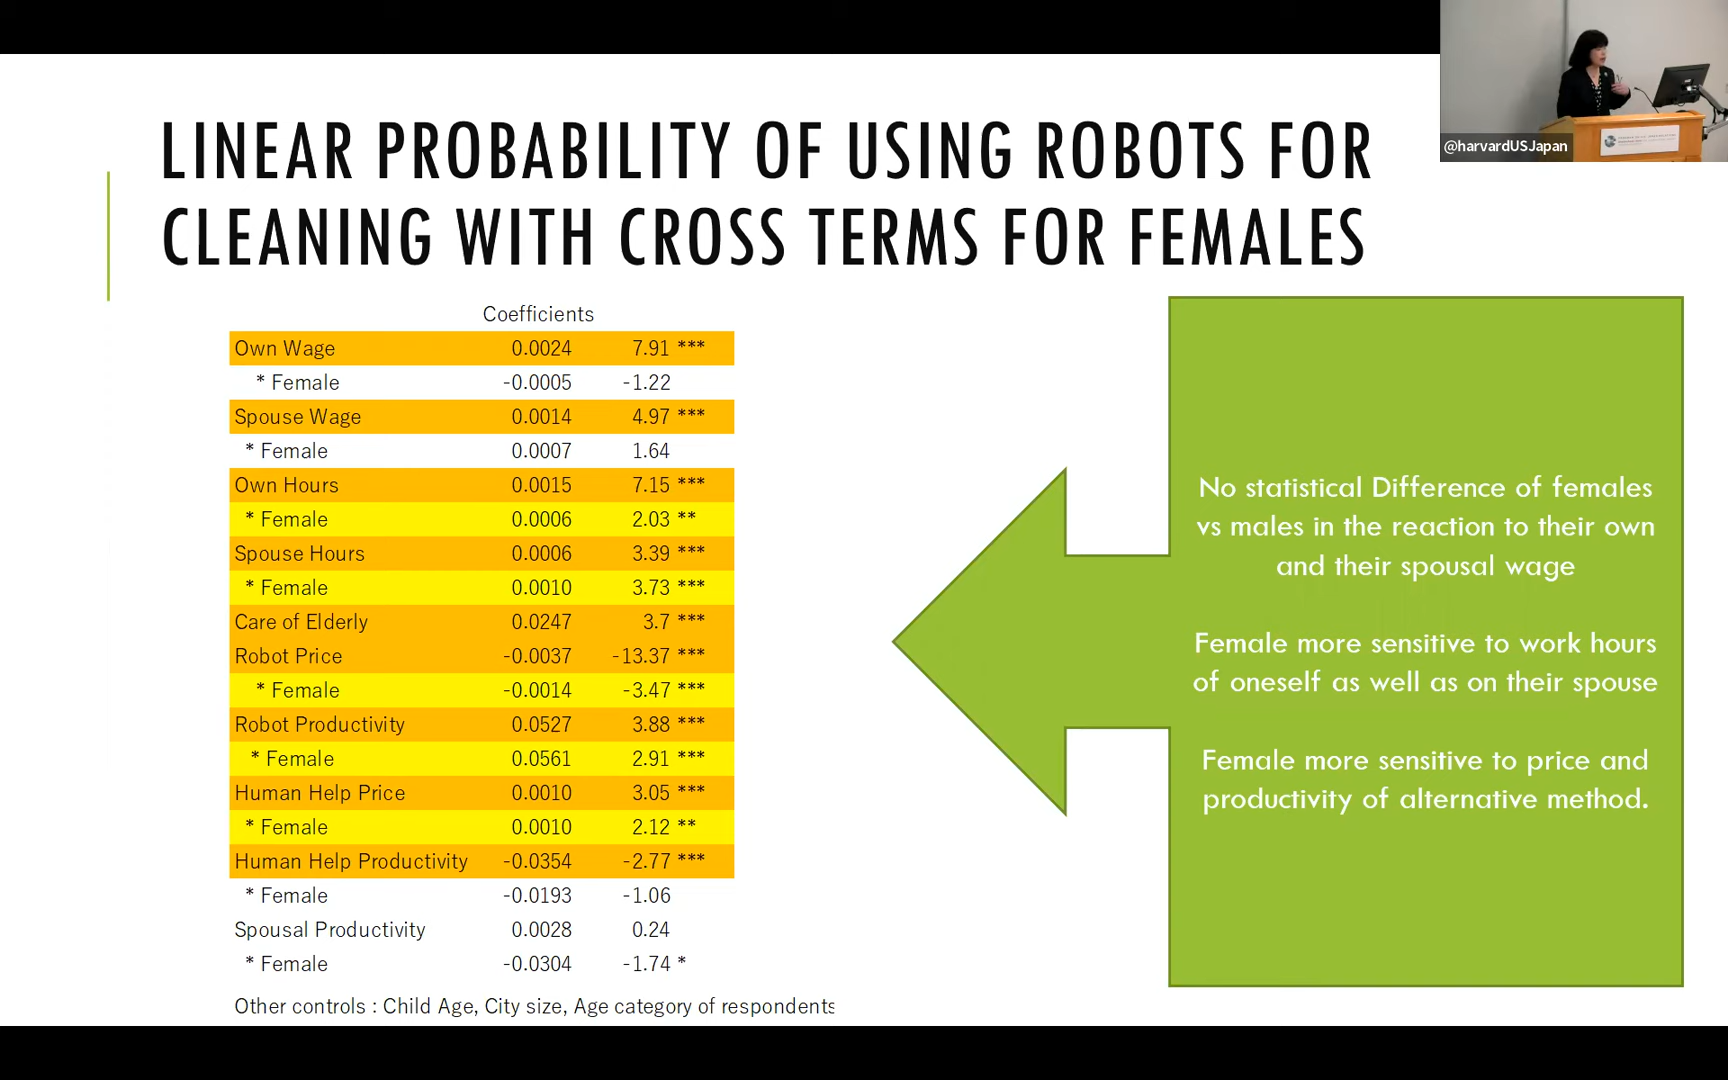 @harvardUSJapan
LINEAR PROBABILITY OF USING ROBOTS FOR
CLEANING WITH CROSS TERMS FOR FEMALES
Coefficients
Own Wage 0.0024 7.91 ***
* Female -0.0005 -1.22
Spouse Wage 0.0014 4.97 ***
* Female 0.0007 1.64
Own Hours 0.0015 7.15 ***
* Female 0.0006 2.03 **
Spouse Hours 0.0006 3.39 ***
* Female 0.0010 3.73 ***
Care of Elderly 0.0247 3.7 ***
Robot Price -0.0037 -13.37 ***
* Female -0.0014 -3.47 ***
Robot Productivity 0.0527 3.88 ***
* Female 0.0561 2.91 ***
Human Help Price 0.0010 3.05 ***
* Female 0.0010 2.12 **
Human Help Productivity -0.0354 -2.77 ***
* Female -0.0193 -1.06
Spousal Productivity 0.0028 0.24
* Female -0.0304 -1.74 *
Other controls : Child Age, City size, Age category of respondents
No statistical Difference of females
vs males in the reaction to their own
and their spousal wage
Female more sensitive to work hours
of oneself as well as on their spouse
Female more sensitive to price and
productivity of alternative method.